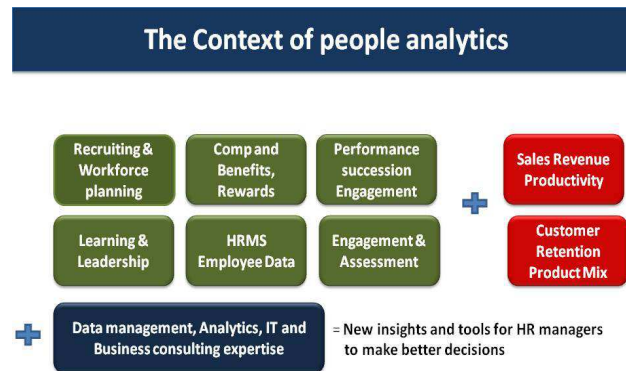 The Context of people analytics
Recruiting &
Workforce
planning
Comp and
Benefits,
Rewards
Performance
succession
Engagement
Sales Revenue
Productivity
Learning &
Leadership
HRMS
Employee Data
Engagement &
Assessment
Customer
Retention
Product Mix
Data management, Analytics, IT and
Business consulting expertise
= New insights and tools for HR managers
to make better decisions